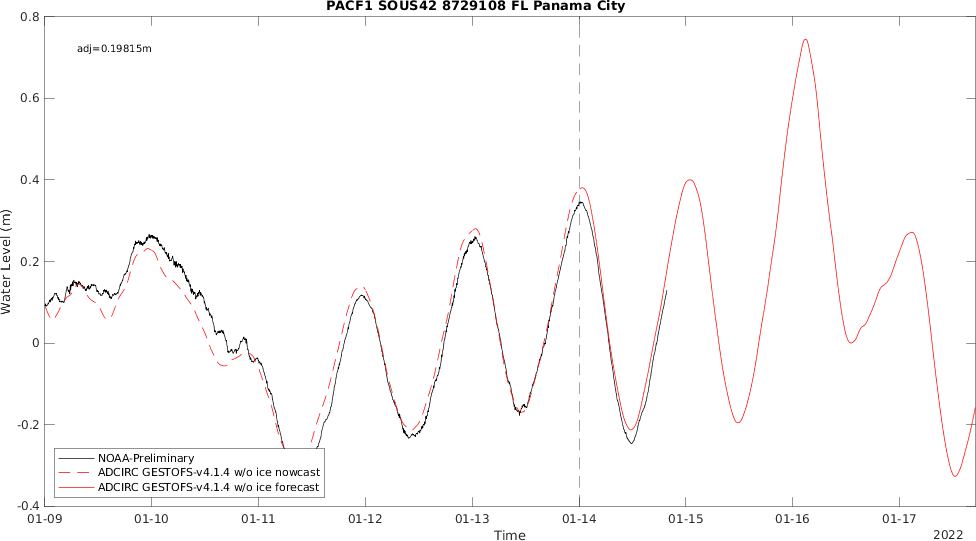 PACF1 SOUS42 8729108 FL Panama City
adj=0.19815m
Water Level (m)
0.8
0.6
0.4
0.2
0
-0.2
-0.4
NOAA-Preliminary
ADCIRC GESTOFS-v4.1.4 w/o ice nowcast
ADCIRC GESTOFS-v4.1.4 w/o ice forecast
01-09 01-10 01-11 01-12 01-13 01-14 01-15 01-16 01-17
Time
2022